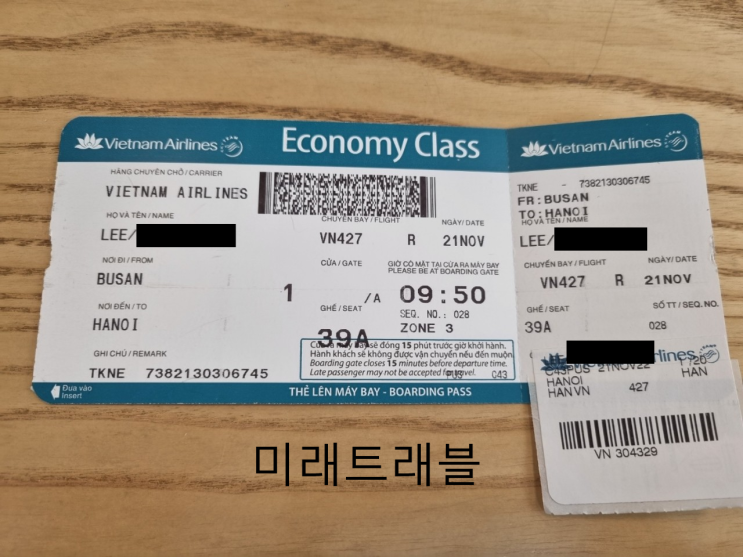 Vietnam Airlines
Economy Class
HÃNG CHUYÊN CHỞ/CARRIER
VIETNAM AIRLINES
HỌ VÀ TÊN/NAME
LEE/
CHUYẾN BAY/FLIGHT
NGÀY/DATE
VN427 R 21NOV
NƠI ĐI/FROM
BUSAN
CỬA/GATE
GIỜ CÓ MẶT TẠI CỬA RA MÁY BAY
PLEASE BE AT BOARDING GATE
1 /A 09:50
NƠI ĐẾN/TO
HANOI
GHẾ/SEAT
39A
SEQ. NO.: 028
ZONE 3
GHI CHÚ/REMARK
TKNE 7382130306745
máy bay sẽ đóng 15 phút trước giờ khởi hành.
Hành khách sẽ không được vận chuyển nếu đến muộn
Boarding gate closes 15 minutes before departure time.
Late passenger may not be accepted for travel.
PUS C43
Đưa vào
Insert
THẺ LÊN MÁY BAY - BOARDING PASS
Vietnam Airlines
TKNE - 7382130306745
FR:BUSAN
TO:HANOI
HỌ VÀ TÊN/NAME
LEE/
CHUYẾN BAY/FLIGHT
NGÀY/DATE
VN427 R 21NOV
GHẾ/SEAT
SỐ TT/SEQ. NO.
39A 028
Airlines
C43PUS 21NOV22 /20
HANOI HAN
HAN VN 427
VN 304329
미래트래블